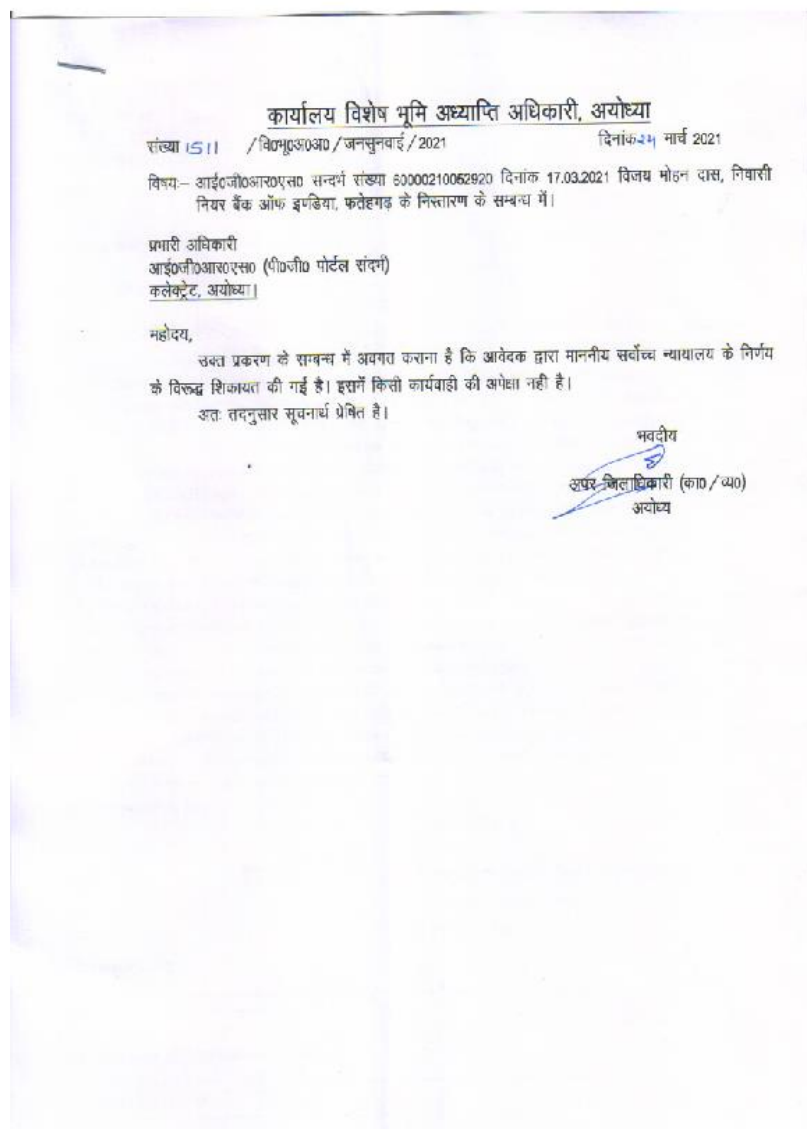 कार्यालय विशेष भूमि अध्याप्ति अधिकारी, अयोध्या
संख्या 1511 /वि0भू0अ0अ0/जनसुनवाई/2021 दिनांक 24 मार्च 2021
विषयः– आई0जी0आर0एस0 सन्दर्भ संख्या 60000210052920 दिनांक 17.03.2021 विजय मोहन दास, निवासी
नियर बैंक ऑफ इण्डिया, फतेहगढ़ के निस्तारण के सम्बन्ध में।
प्रभारी अधिकारी
आई0जी0आर0एस0 (पी0जी0 पोर्टल संदर्भ)
कलेक्ट्रेट, अयोध्या।
महोदय,
उक्त प्रकरण के सम्बन्ध में अवगत कराना है कि आवेदक द्वारा माननीय सर्वोच्च न्यायालय के निर्णय
के विरूद्ध शिकायत की गई है। इसमें किसी कार्यवाही की अपेक्षा नही है।
अतः तद्नुसार सूचनार्थ प्रेषित है।
भवदीय
अपर जिलाधिकारी (का0/व्य0)
अयोध्य